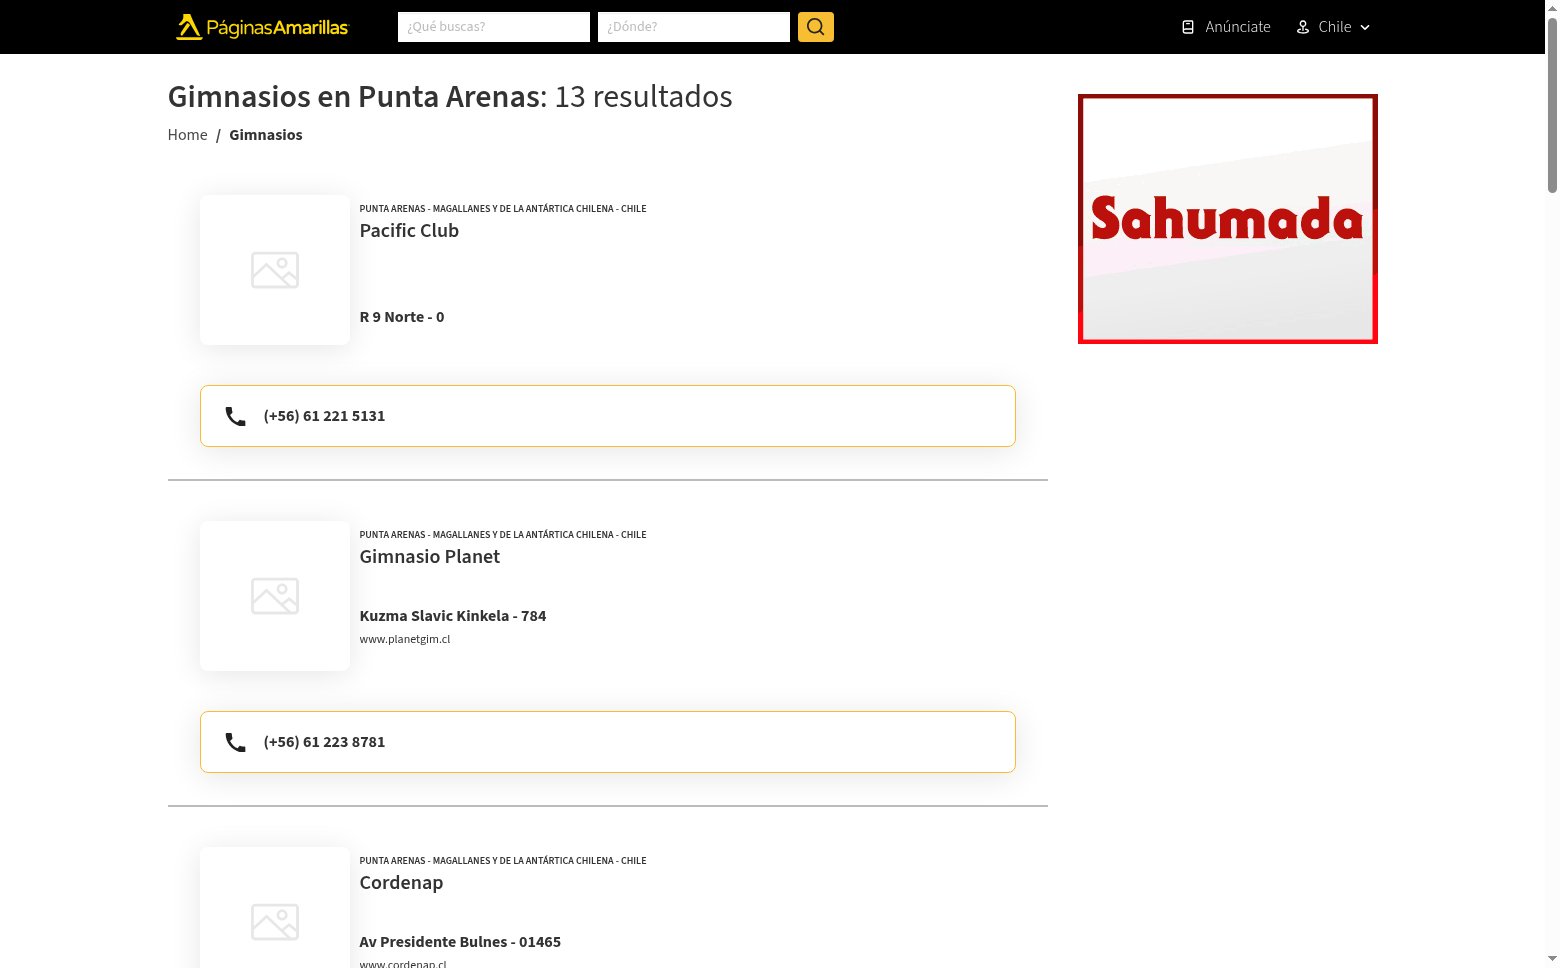 PáginasAmarillas
¿Qué buscas?
¿Dónde?
Anúnciate
Chile
Gimnasios en Punta Arenas: 13 resultados
Home / Gimnasios
Sahumada
PUNTA ARENAS - MAGALLANES Y DE LA ANTÁRTICA CHILENA - CHILE
Pacific Club
R 9 Norte - 0
(+56) 61 221 5131
PUNTA ARENAS - MAGALLANES Y DE LA ANTÁRTICA CHILENA - CHILE
Gimnasio Planet
Kuzma Slavic Kinkela - 784
www.planetgim.cl
(+56) 61 223 8781
PUNTA ARENAS - MAGALLANES Y DE LA ANTÁRTICA CHILENA - CHILE
Cordenap
Av Presidente Bulnes - 01465
www.cordenap.cl